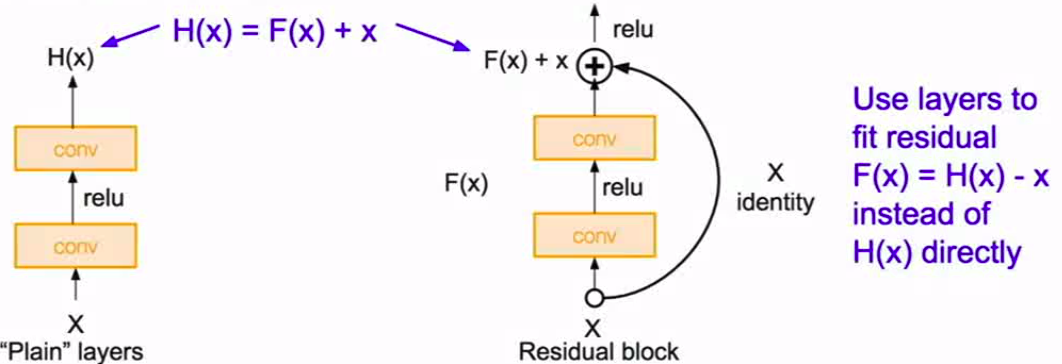 H(x) = F(x) + x
H(x)
conv
relu
conv
X
"Plain" layers
relu
F(x) + x
+
conv
F(x)
relu
conv
X
identity
X
Residual block
Use layers to
fit residual
F(x) = H(x) - x
instead of
H(x) directly